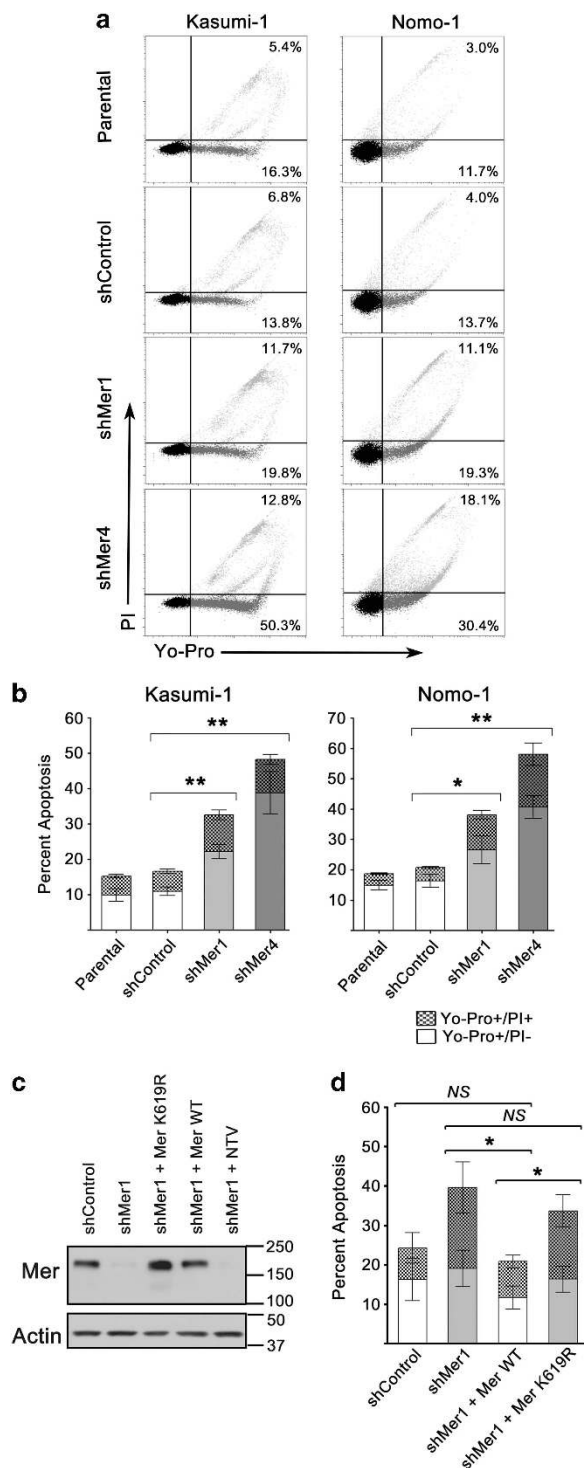 a
Kasumi-1 Nomo-1
Parental
5.4% 3.0%
16.3% 11.7%
shControl
6.8% 4.0%
13.8% 13.7%
shMer1
11.7% 11.1%
19.8% 19.3%
shMer4
12.8% 18.1%
50.3% 30.4%
PI
Yo-Pro
b
Kasumi-1 Nomo-1
Percent Apoptosis
60
50
40
30
20
10
**
**
Parental shControl shMer1 shMer4
70
60
50
40
30
20
10
**
*
Parental shControl shMer1 shMer4
Yo-Pro+/PI+
Yo-Pro+/PI-
c
shControl
shMer1
shMer1 + Mer K619R
shMer1 + Mer WT
shMer1 + NTV
Mer
250
150
100
Actin
50
37
d
Percent Apoptosis
60
50
40
30
20
10
NS
NS
*
*
shControl
shMer1
shMer1 + Mer WT
shMer1 + Mer K619R